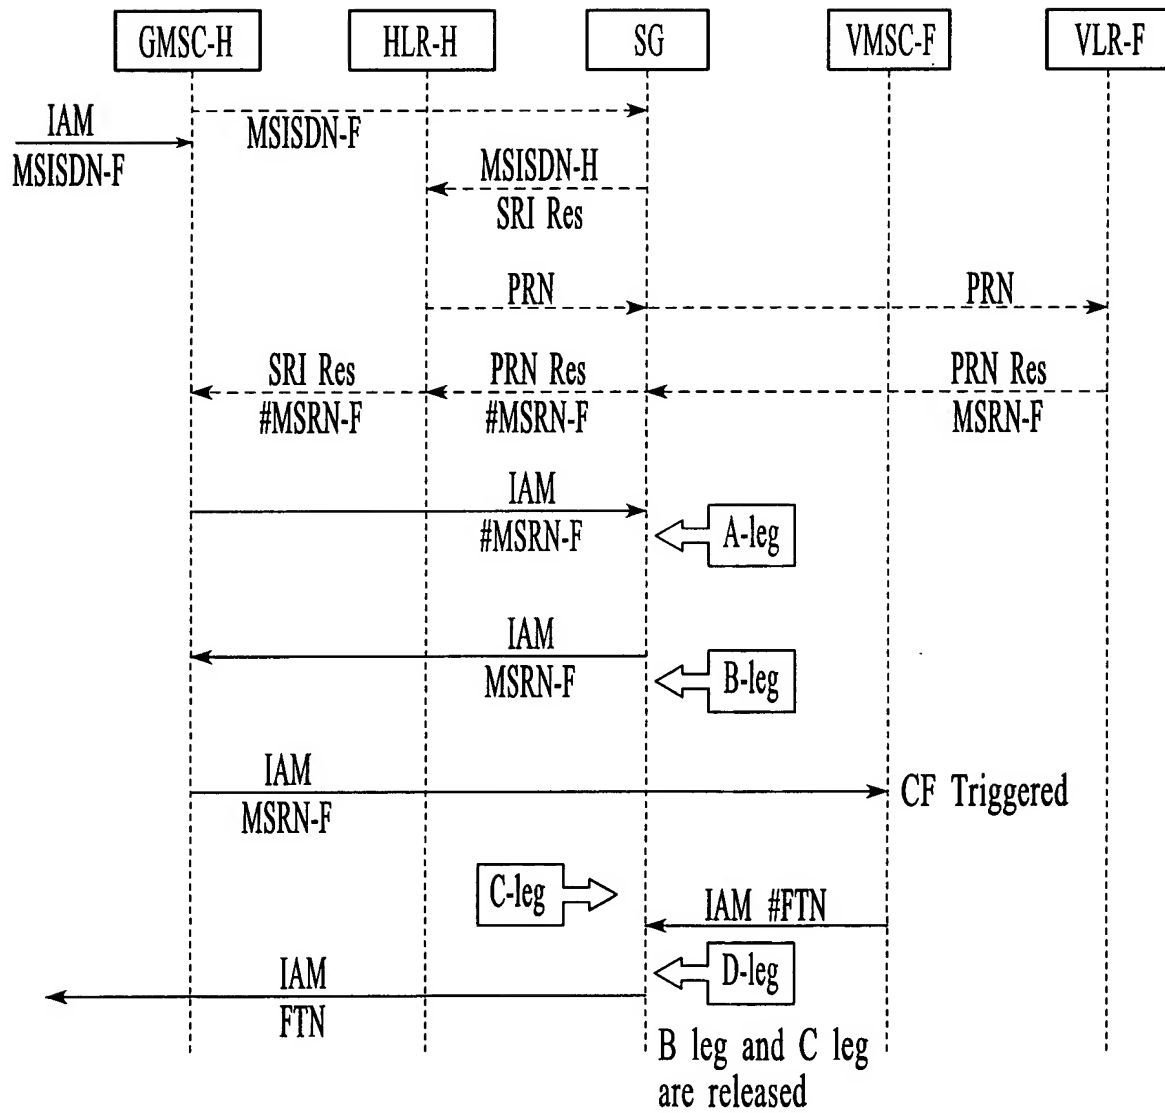 GMSC-H
HLR-H
SG
VMSC-F
VLR-F
IAM
MSISDN-F
MSISDN-F
MSISDN-H
SRI Res
PRN
PRN
SRI Res
#MSRN-F
PRN Res
#MSRN-F
PRN Res
MSRN-F
IAM
#MSRN-F
A-leg
IAM
MSRN-F
B-leg
IAM
MSRN-F
CF Triggered
C-leg
IAM #FTN
D-leg
IAM
FTN
B leg and C leg
are released